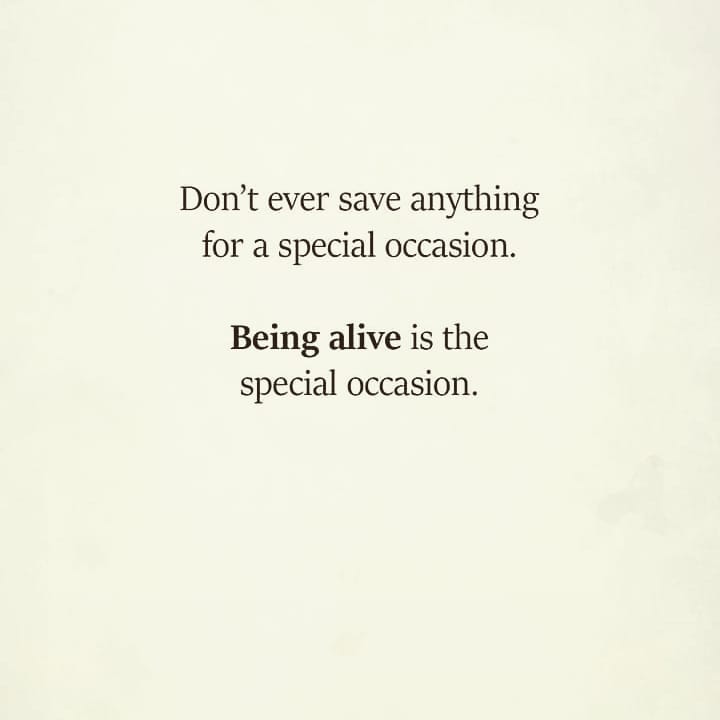 Don’t ever save anything
for a special occasion.
Being alive is the
special occasion.